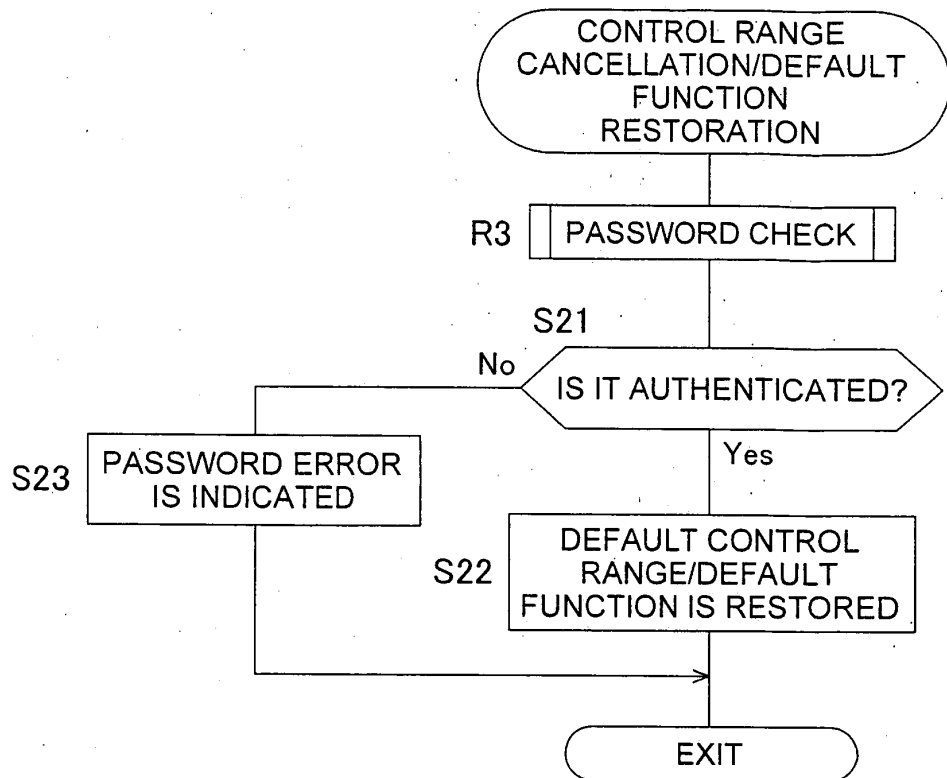 CONTROL RANGE
CANCELLATION/DEFAULT
FUNCTION
RESTORATION
R3
PASSWORD CHECK
S21
No
IS IT AUTHENTICATED?
Yes
S23
PASSWORD ERROR
IS INDICATED
S22
DEFAULT CONTROL
RANGE/DEFAULT
FUNCTION IS RESTORED
EXIT